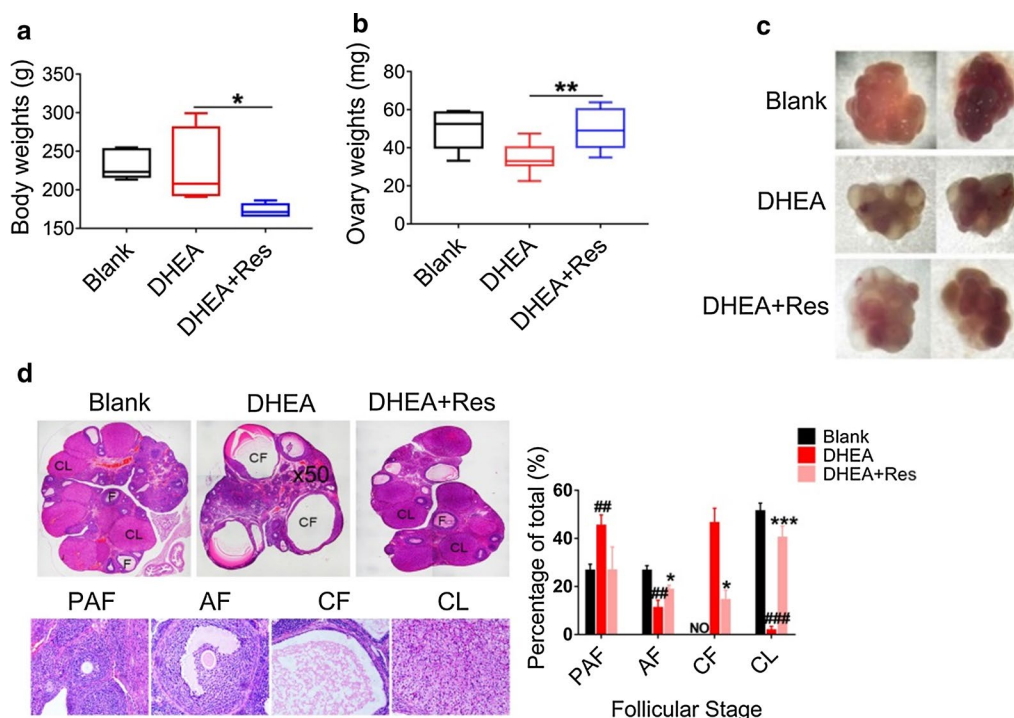 a
Body weights (g)
350
300
250
200
150
*
Blank
DHEA
DHEA+Res
b
Ovary weights (mg)
80
60
40
20
0
**
Blank
DHEA
DHEA+Res
c
Blank
DHEA
DHEA+Res
d
Blank
DHEA
DHEA+Res
CL
F
CL
F
CF
x50
CF
CL
F
CL
PAF
AF
CF
CL
Blank
DHEA
DHEA+Res
Percentage of total (%)
60
40
20
0
##
##
*
NO
*
###
***
PAF
AF
CF
CL
Follicular Stage